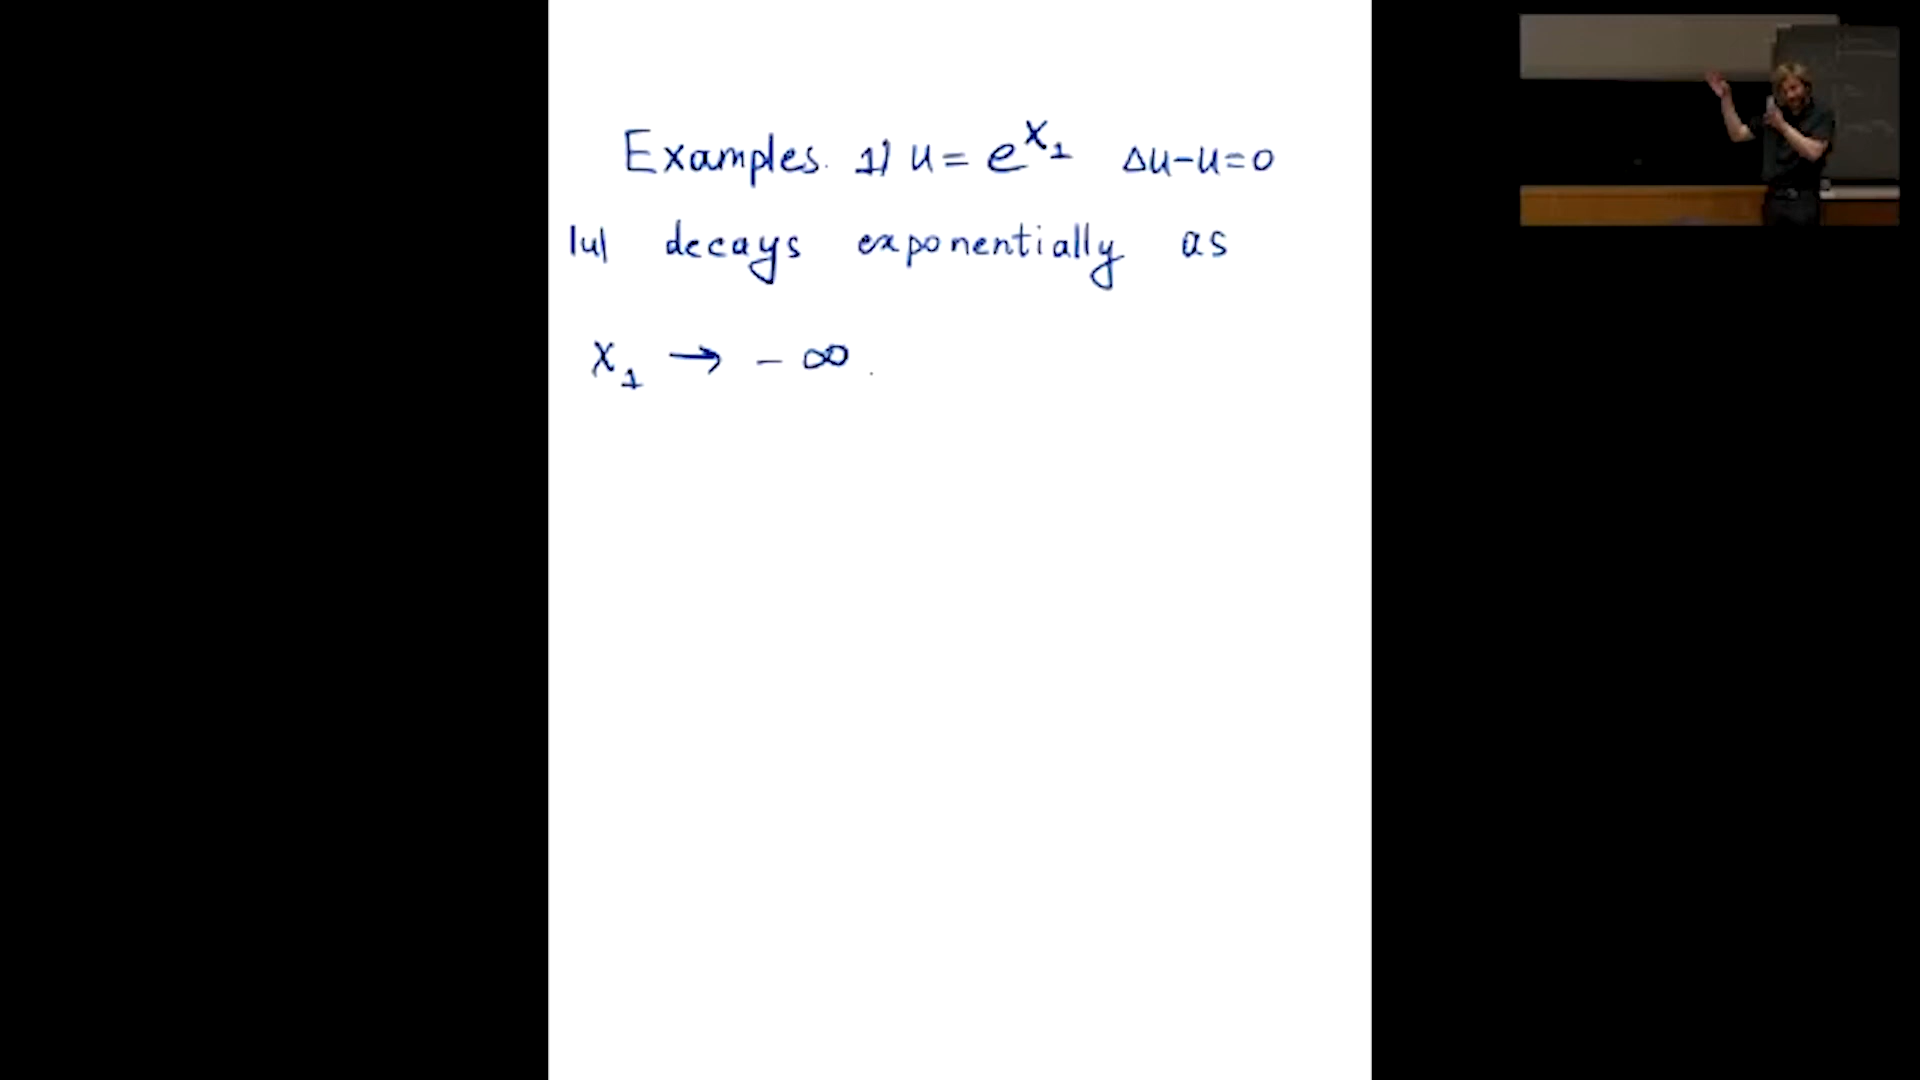 Examples. 1) u = e^{x_1} Δu-u=0
|u| decays exponentially as
x_1 → -∞.